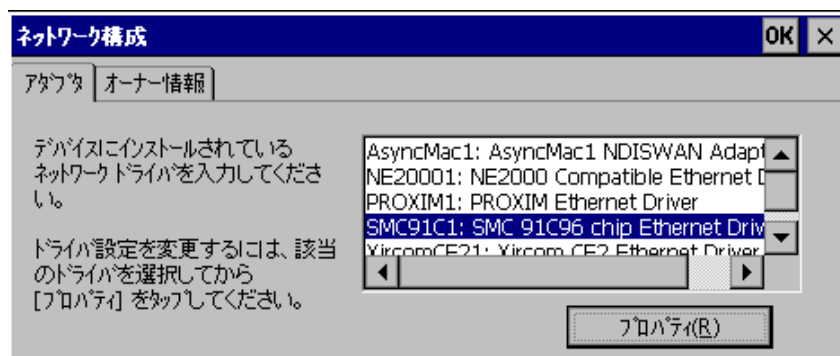 ネットワーク構成
OK ×
アダプタ オーナー情報
デバイスにインストールされている
ネットワークドライバを入力してくださ
い。
ドライバ設定を変更するには、該当
のドライバを選択してから
[プロパティ] をタップしてください。
AsyncMac1: AsyncMac1 NDISWAN Adapt
NE20001: NE2000 Compatible Ethernet D
PROXIM1: PROXIM Ethernet Driver
SMC91C1: SMC 91C96 chip Ethernet Driv
XircomCE21: Xircom CE2 Ethernet Driver
プロパティ(R)